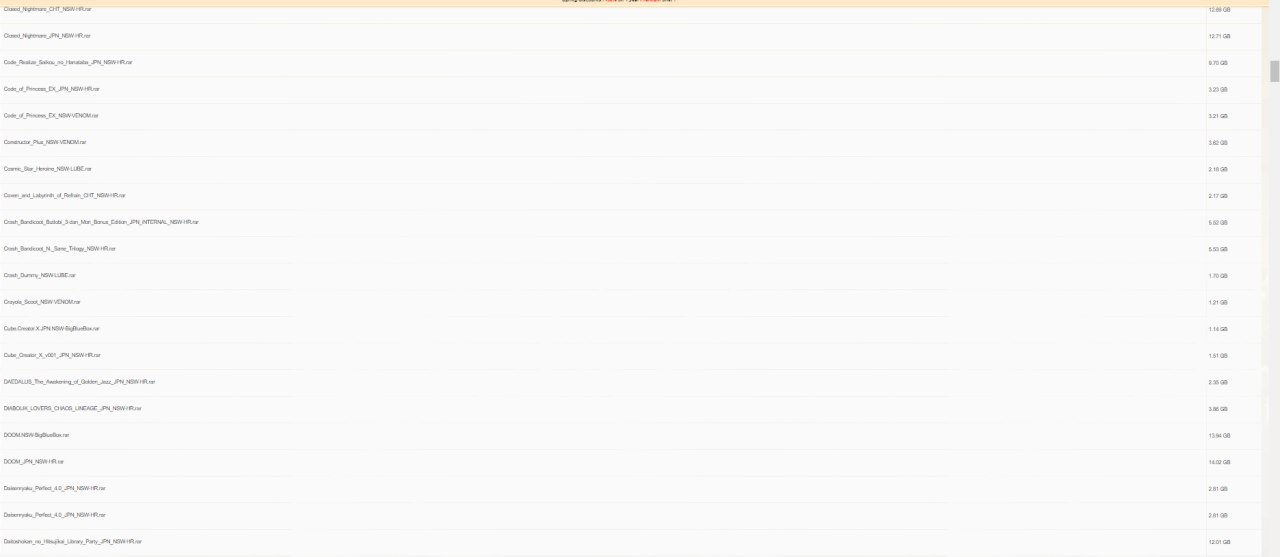 Closed_Nightmare_CHT_NSW-HR.rar 12.69 GB
Closed_Nightmare_JPN_NSW-HR.rar 12.71 GB
Code_Realize_Saikou_no_Hanataba_JPN_NSW-HR.rar 9.70 GB
Code_of_Princess_EX_JPN_NSW-HR.rar 3.23 GB
Code_of_Princess_EX_NSW-VENOM.rar 3.21 GB
Constructor_Plus_NSW-VENOM.rar 3.62 GB
Cosmic_Star_Heroine_NSW-LUBE.rar 2.18 GB
Coven_and_Labyrinth_of_Refrain_CHT_NSW-HR.rar 2.17 GB
Crash_Bandicoot_Buttobi_3-dan_Mori_Bonus_Edition_JPN_iNTERNAL_NSW-HR.rar 5.52 GB
Crash_Bandicoot_N._Sane_Trilogy_NSW-HR.rar 5.53 GB
Crash_Dummy_NSW-LUBE.rar 1.70 GB
Crayola_Scoot_NSW-VENOM.rar 1.21 GB
Cube.Creator.X.JPN.NSW-BigBlueBox.rar 1.14 GB
Cube_Creator_X_v001_JPN_NSW-HR.rar 1.51 GB
DAEDALUS_The_Awakening_of_Golden_Jazz_JPN_NSW-HR.rar 2.35 GB
DIABOLIK_LOVERS_CHAOS_LINEAGE_JPN_NSW-HR.rar 3.86 GB
DOOM.NSW-BigBlueBox.rar 13.94 GB
DOOM_JPN_NSW-HR.rar 14.02 GB
Daisenryaku_Perfect_4.0_JPN_NSW-HR.rar 2.61 GB
Daisenryaku_Perfect_4.0_JPN_NSW-HR.rar 2.61 GB
Daitoshokan_no_Hitsujikai_Library_Party_JPN_NSW-HR.rar 12.01 GB